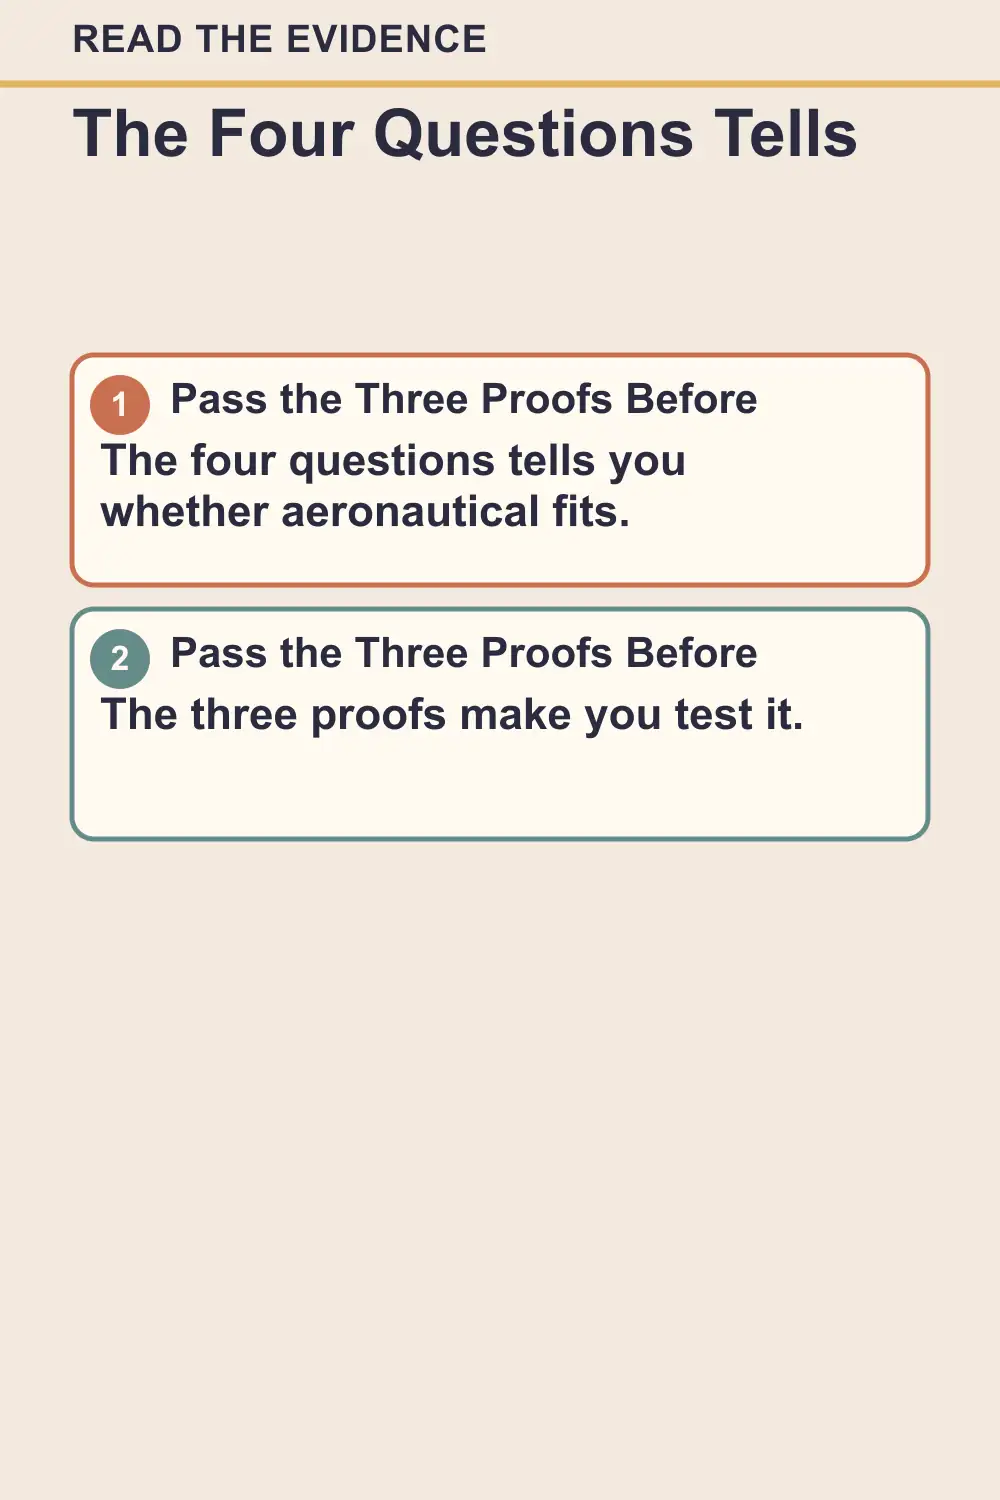 READ THE EVIDENCE
The Four Questions Tells
1 Pass the Three Proofs Before
The four questions tells you
whether aeronautical fits.
2 Pass the Three Proofs Before
The three proofs make you test it.